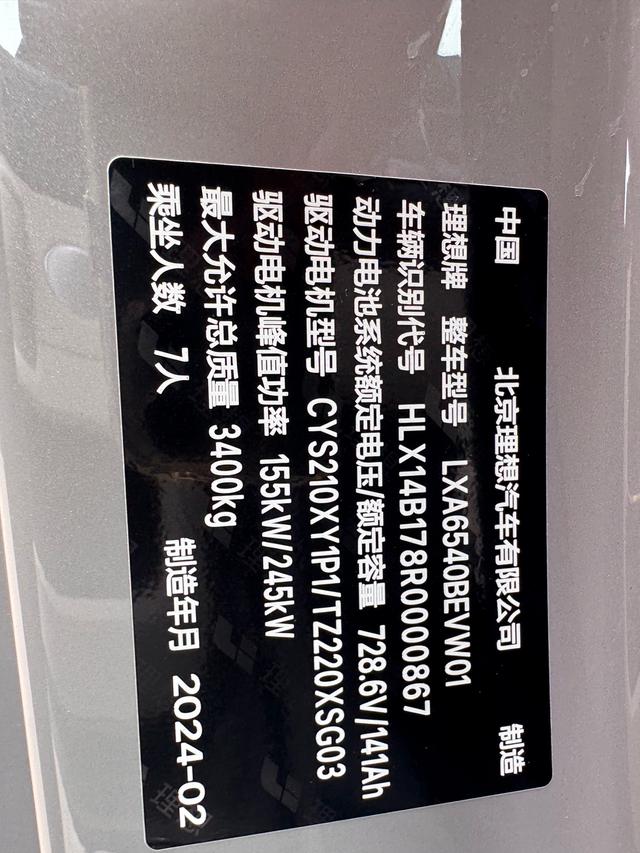 中国 北京理想汽车有限公司 制造
理想牌 整车型号 LXA6540BEVW01
车辆识别代号 HLX14B178R0000867
动力电池系统额定电压/额定容量 728.6V/141Ah
驱动电机型号 CYS210XY1P1/TZ220XSG03
驱动电机峰值功率 155kW/245kW
最大允许总质量 3400kg
乘坐人数 7人 制造年月 2024-02